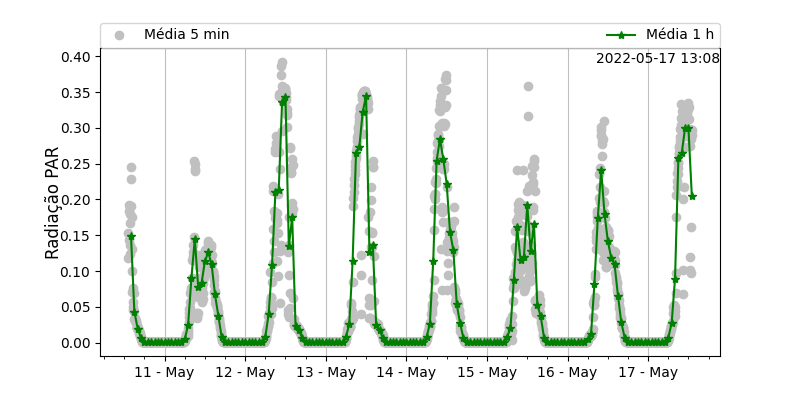 Média 5 min
Média 1 h
2022-05-17 13:08
Radiação PAR
0.40
0.35
0.30
0.25
0.20
0.15
0.10
0.05
0.00
11 - May
12 - May
13 - May
14 - May
15 - May
16 - May
17 - May